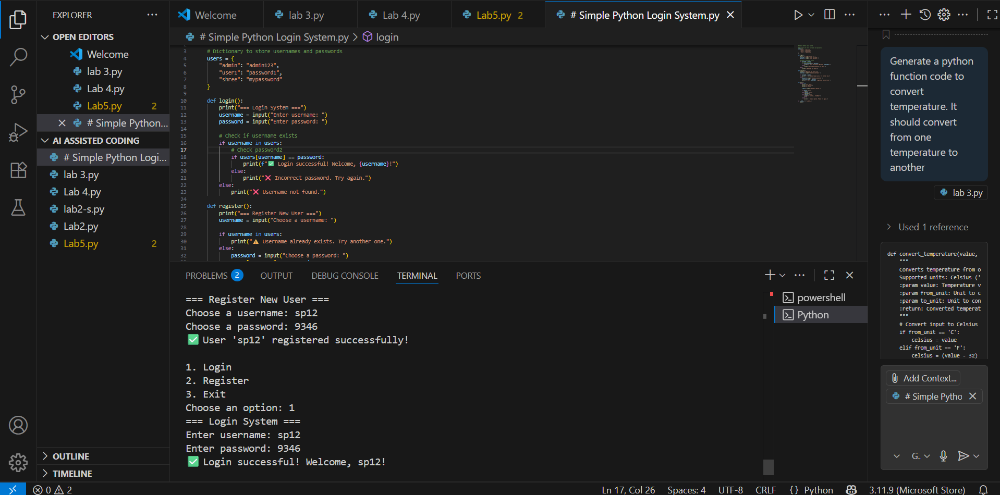 EXPLORER
OPEN EDITORS
Welcome
lab 3.py
Lab 4.py
Lab5.py 2
# Simple Python...
AI ASSISTED CODING
# Simple Python Logi...
lab 3.py
Lab 4.py
lab2-s.py
Lab2.py
Lab5.py 2
OUTLINE
TIMELINE
Welcome
lab 3.py
Lab 4.py
Lab5.py 2
# Simple Python Login System.py
# Simple Python Login System.py > login
3 # Dictionary to store usernames and passwords
4 users = {
5 "admin": "admin123",
6 "user1": "password1",
7 "shree": "mypassword"
8 }
9
10 def login():
11 print("=== Login System ===")
12 username = input("Enter username: ")
13 password = input("Enter password: ")
14
15 # Check if username exists
16 if username in users:
17 # Check password2
18 if users[username] == password:
19 print(f"✅ Login successful! Welcome, {username}!")
20 else:
21 print("❌ Incorrect password. Try again.")
22 else:
23 print("❌ Username not found.")
24
25 def register():
26 print("=== Register New User ===")
27 username = input("Choose a username: ")
28
29 if username in users:
30 print("⚠️ Username already exists. Try another one.")
31 else:
32 password = input("Choose a password: ")
PROBLEMS 2
OUTPUT
DEBUG CONSOLE
TERMINAL
PORTS
=== Register New User ===
Choose a username: sp12
Choose a password: 9346
✅ User 'sp12' registered successfully!
1. Login
2. Register
3. Exit
Choose an option: 1
=== Login System ===
Enter username: sp12
Enter password: 9346
✅ Login successful! Welcome, sp12!
powershell
Python
Generate a python
function code to
convert
temperature. It
should convert
from one
temperature to
another
lab 3.py
Used 1 reference
def convert_temperature(value,
"""
Converts temperature from o
Supported units: Celsius ('
:param value: Temperature v
:param from_unit: Unit to c
:param to_unit: Unit to con
:return: Converted temperat
"""
# Convert input to Celsius
if from_unit == 'C':
celsius = value
elif from_unit == 'F':
celsius = (value - 32)
Add Context...
# Simple Pytho
G.
0 2
Ln 17, Col 26
Spaces: 4
UTF-8
CRLF
{} Python
3.11.9 (Microsoft Store)